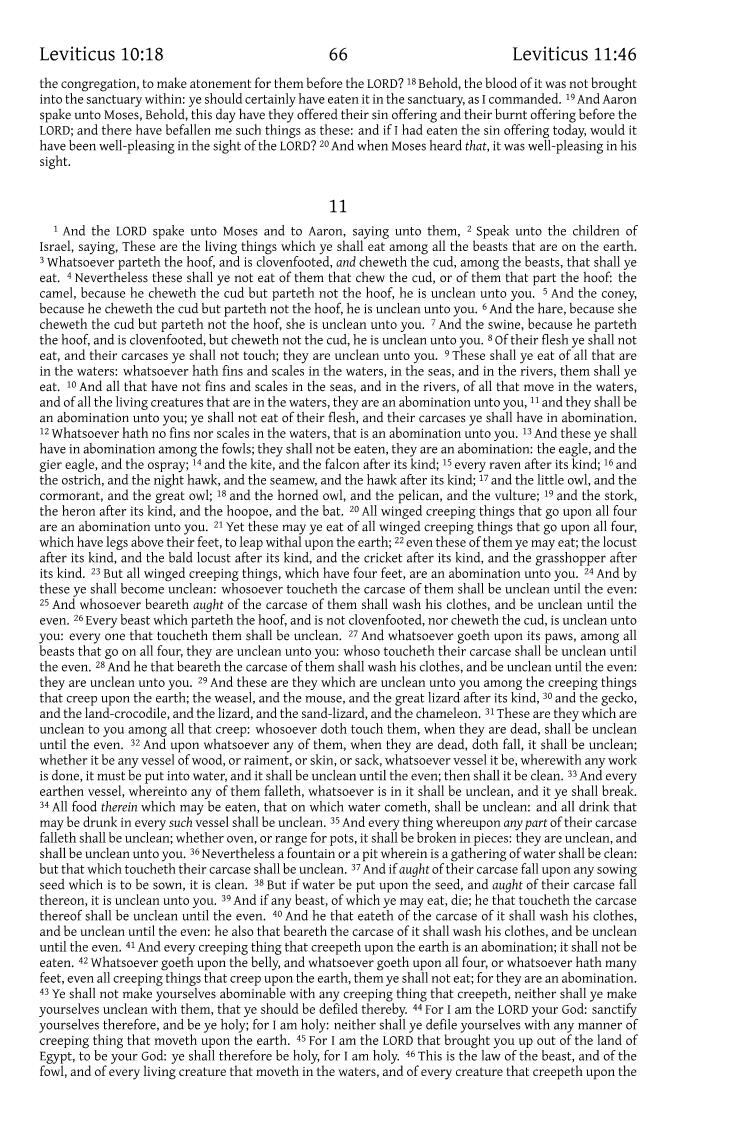 Leviticus 10:18 66 Leviticus 11:46
the congregation, to make atonement for them before the LORD? 18 Behold, the blood of it was not brought
into the sanctuary within: ye should certainly have eaten it in the sanctuary, as I commanded. 19 And Aaron
spake unto Moses, Behold, this day have they offered their sin offering and their burnt offering before the
LORD; and there have befallen me such things as these: and if I had eaten the sin offering today, would it
have been well-pleasing in the sight of the LORD? 20 And when Moses heard that, it was well-pleasing in his
sight.
11
1 And the LORD spake unto Moses and to Aaron, saying unto them, 2 Speak unto the children of
Israel, saying, These are the living things which ye shall eat among all the beasts that are on the earth.
3 Whatsoever parteth the hoof, and is clovenfooted, and cheweth the cud, among the beasts, that shall ye
eat. 4 Nevertheless these shall ye not eat of them that chew the cud, or of them that part the hoof: the
camel, because he cheweth the cud but parteth not the hoof, he is unclean unto you. 5 And the coney,
because he cheweth the cud but parteth not the hoof, he is unclean unto you. 6 And the hare, because she
cheweth the cud but parteth not the hoof, she is unclean unto you. 7 And the swine, because he parteth
the hoof, and is clovenfooted, but cheweth not the cud, he is unclean unto you. 8 Of their flesh ye shall not
eat, and their carcases ye shall not touch; they are unclean unto you. 9 These shall ye eat of all that are
in the waters: whatsoever hath fins and scales in the waters, in the seas, and in the rivers, them shall ye
eat. 10 And all that have not fins and scales in the seas, and in the rivers, of all that move in the waters,
and of all the living creatures that are in the waters, they are an abomination unto you, 11 and they shall be
an abomination unto you; ye shall not eat of their flesh, and their carcases ye shall have in abomination.
12 Whatsoever hath no fins nor scales in the waters, that is an abomination unto you. 13 And these ye shall
have in abomination among the fowls; they shall not be eaten, they are an abomination: the eagle, and the
gier eagle, and the ospray; 14 and the kite, and the falcon after its kind; 15 every raven after its kind; 16 and
the ostrich, and the night hawk, and the seamew, and the hawk after its kind; 17 and the little owl, and the
cormorant, and the great owl; 18 and the horned owl, and the pelican, and the vulture; 19 and the stork,
the heron after its kind, and the hoopoe, and the bat. 20 All winged creeping things that go upon all four
are an abomination unto you. 21 Yet these may ye eat of all winged creeping things that go upon all four,
which have legs above their feet, to leap withal upon the earth; 22 even these of them ye may eat; the locust
after its kind, and the bald locust after its kind, and the cricket after its kind, and the grasshopper after
its kind. 23 But all winged creeping things, which have four feet, are an abomination unto you. 24 And by
these ye shall become unclean: whosoever toucheth the carcase of them shall be unclean until the even:
25 And whosoever beareth aught of the carcase of them shall wash his clothes, and be unclean until the
even. 26 Every beast which parteth the hoof, and is not clovenfooted, nor cheweth the cud, is unclean unto
you: every one that toucheth them shall be unclean. 27 And whatsoever goeth upon its paws, among all
beasts that go on all four, they are unclean unto you: whoso toucheth their carcase shall be unclean until
the even. 28 And he that beareth the carcase of them shall wash his clothes, and be unclean until the even:
they are unclean unto you. 29 And these are they which are unclean unto you among the creeping things
that creep upon the earth; the weasel, and the mouse, and the great lizard after its kind, 30 and the gecko,
and the land-crocodile, and the lizard, and the sand-lizard, and the chameleon. 31 These are they which are
unclean to you among all that creep: whosoever doth touch them, when they are dead, shall be unclean
until the even. 32 And upon whatsoever any of them, when they are dead, doth fall, it shall be unclean;
whether it be any vessel of wood, or raiment, or skin, or sack, whatsoever vessel it be, wherewith any work
is done, it must be put into water, and it shall be unclean until the even; then shall it be clean. 33 And every
earthen vessel, whereinto any of them falleth, whatsoever is in it shall be unclean, and it ye shall break.
34 All food therein which may be eaten, that on which water cometh, shall be unclean: and all drink that
may be drunk in every such vessel shall be unclean. 35 And every thing whereupon any part of their carcase
falleth shall be unclean; whether oven, or range for pots, it shall be broken in pieces: they are unclean, and
shall be unclean unto you. 36 Nevertheless a fountain or a pit wherein is a gathering of water shall be clean:
but that which toucheth their carcase shall be unclean. 37 And if aught of their carcase fall upon any sowing
seed which is to be sown, it is clean. 38 But if water be put upon the seed, and aught of their carcase fall
thereon, it is unclean unto you. 39 And if any beast, of which ye may eat, die; he that toucheth the carcase
thereof shall be unclean until the even. 40 And he that eateth of the carcase of it shall wash his clothes,
and be unclean until the even: he also that beareth the carcase of it shall wash his clothes, and be unclean
until the even. 41 And every creeping thing that creepeth upon the earth is an abomination; it shall not be
eaten. 42 Whatsoever goeth upon the belly, and whatsoever goeth upon all four, or whatsoever hath many
feet, even all creeping things that creep upon the earth, them ye shall not eat; for they are an abomination.
43 Ye shall not make yourselves abominable with any creeping thing that creepeth, neither shall ye make
yourselves unclean with them, that ye should be defiled thereby. 44 For I am the LORD your God: sanctify
yourselves therefore, and be ye holy; for I am holy: neither shall ye defile yourselves with any manner of
creeping thing that moveth upon the earth. 45 For I am the LORD that brought you up out of the land of
Egypt, to be your God: ye shall therefore be holy, for I am holy. 46 This is the law of the beast, and of the
fowl, and of every living creature that moveth in the waters, and of every creature that creepeth upon the